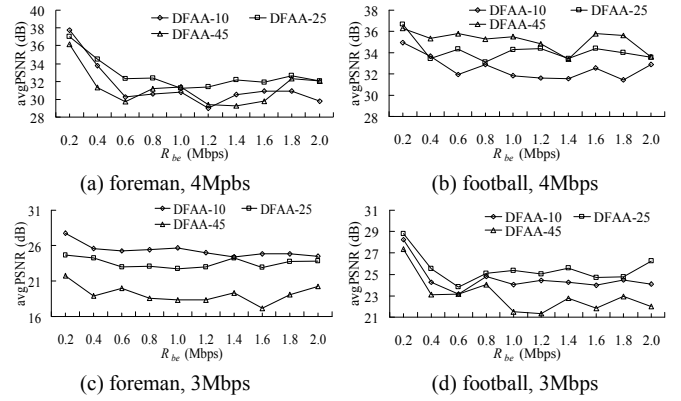 DFAA-10 DFAA-25
DFAA-45
avgPSNR (dB)
40
38
36
34
32
30
28
0.2 0.4 0.6 0.8 1.0 1.2 1.4 1.6 1.8 2.0
R be (Mbps)
(a) foreman, 4Mpbs
DFAA-10 DFAA-25
DFAA-45
avgPSNR (dB)
38
36
34
32
30
28
0.2 0.4 0.6 0.8 1.0 1.2 1.4 1.6 1.8 2.0
R be (Mbps)
(b) football, 4Mbps
DFAA-10 DFAA-25
DFAA-45
avgPSNR (dB)
31
26
21
16
0.2 0.4 0.6 0.8 1.0 1.2 1.4 1.6 1.8 2.0
R be (Mbps)
(c) foreman, 3Mbps
DFAA-10 DFAA-25
DFAA-45
avgPSNR (dB)
31
29
27
25
23
21
0.2 0.4 0.6 0.8 1.0 1.2 1.4 1.6 1.8 2.0
R be (Mbps)
(d) football, 3Mbps